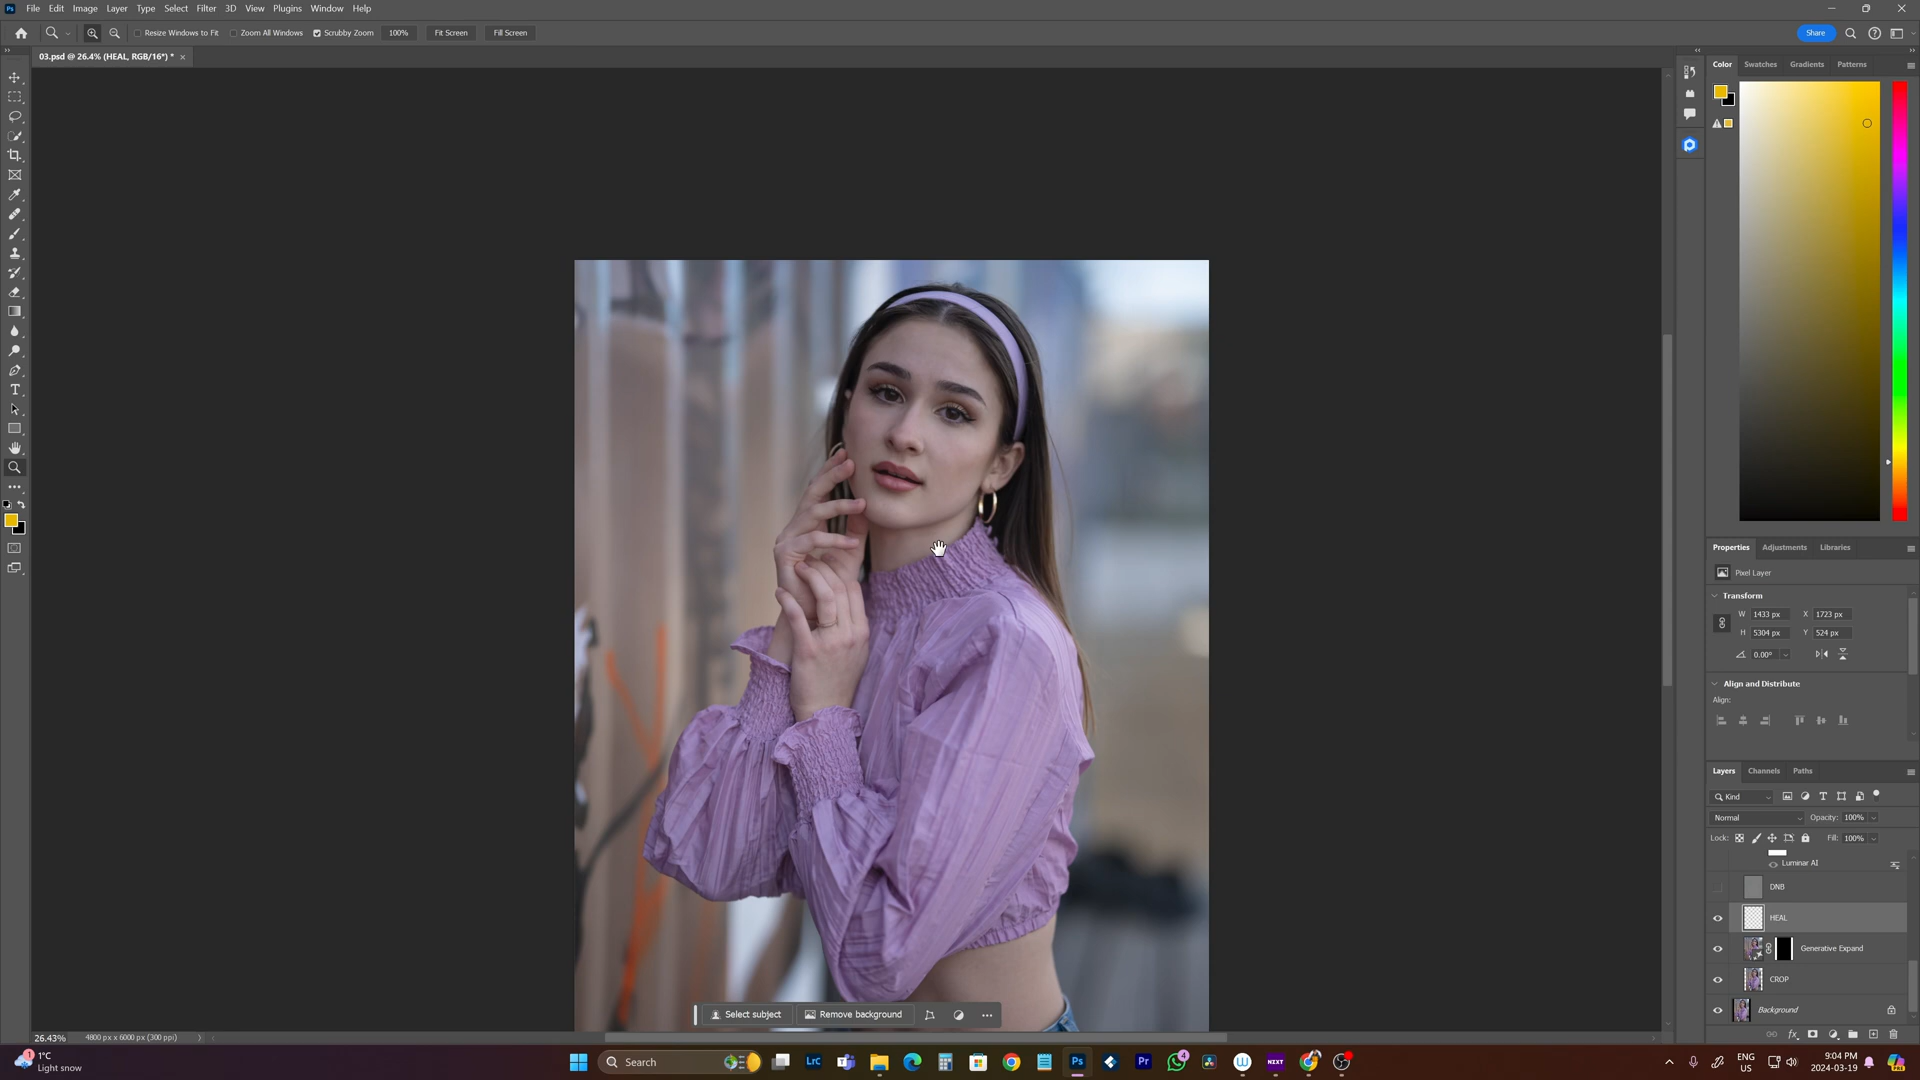 File Edit Image Layer Type Select Filter 3D View Plugins Window Help
Resize Windows to Fit Zoom All Windows Scrubby Zoom 100% Fit Screen Fill Screen Share
03.psd @ 26.4% (HEAL, RGB/16*) *
Color Swatches Gradients Patterns
Properties Adjustments Libraries
Pixel Layer
Transform
W 1433 px X 1723 px
H 5304 px Y 524 px
0.00°
Align and Distribute
Align:
Layers Channels Paths
Kind
Normal Opacity: 100%
Lock: Fill: 100%
Luminar AI
DNB
HEAL
Generative Expand
CROP
Background
Select subject Remove background
26.43% 4800 px x 6000 px (300 ppi)
1°C
Light snow
Search
ENG
US
9:04 PM
2024-03-19